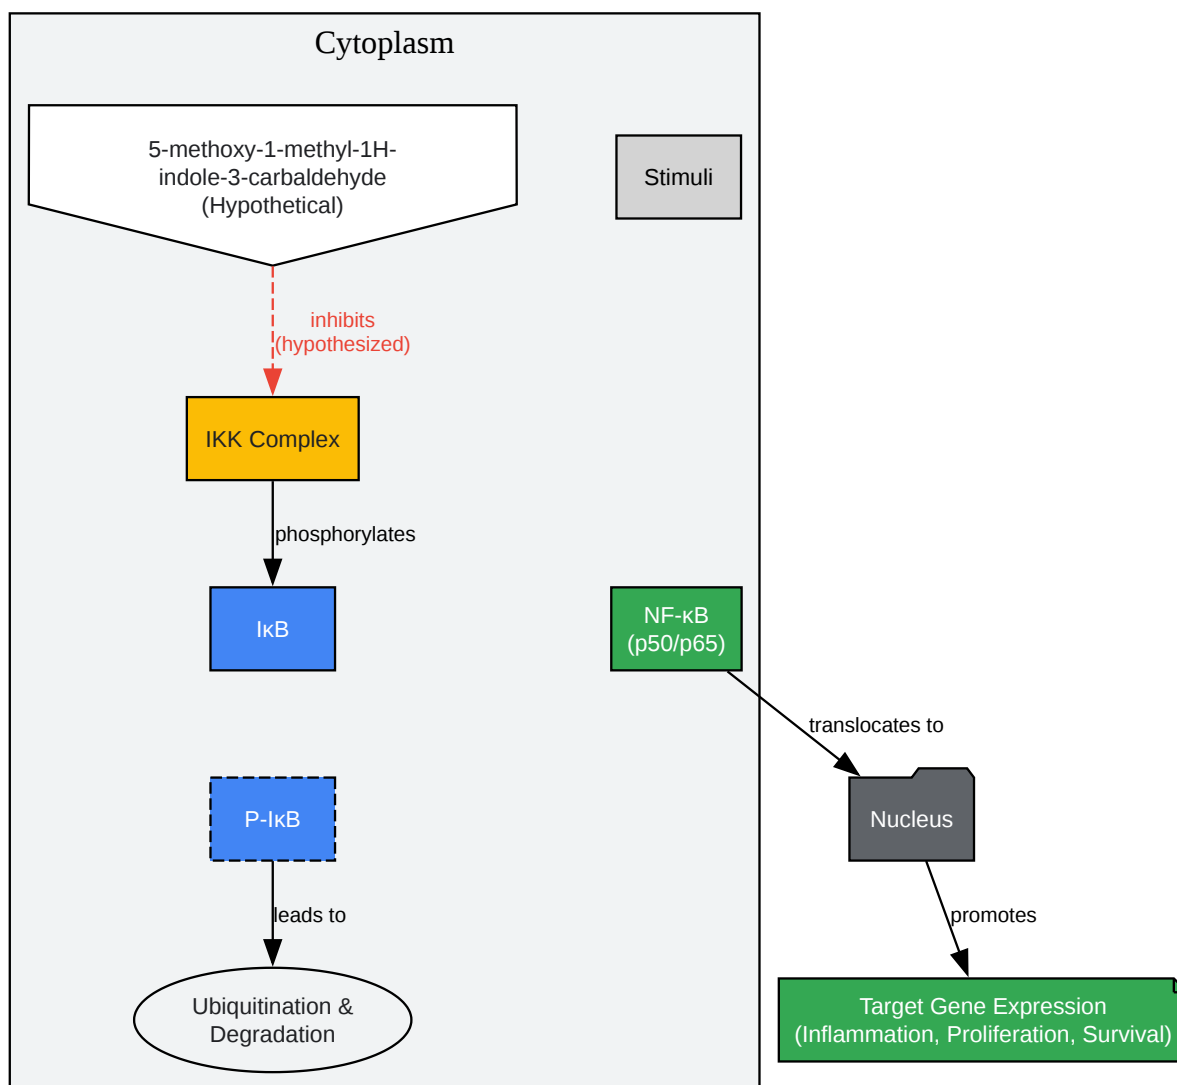 Cytoplasm
5-methoxy-1-methyl-1H-
indole-3-carbaldehyde
(Hypothetical)
Stimuli
inhibits
(hypothesized)
IKK Complex
phosphorylates
IκB
NF-κB
(p50/p65)
translocates to
P-IκB
Nucleus
leads to
promotes
Ubiquitination &
Degradation
Target Gene Expression
(Inflammation, Proliferation, Survival)